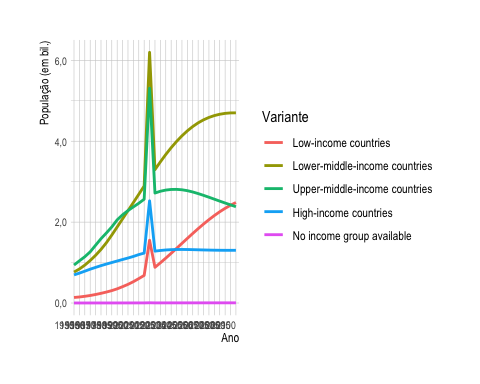 População (em bil.)
6,0
4,0
2,0
0,0
Ano
Variante
Low-income countries
Lower-middle-income countries
Upper-middle-income countries
High-income countries
No income group available